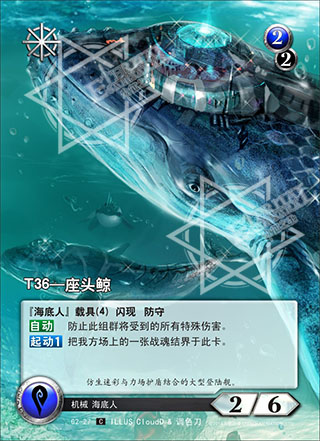 2
2
T36—座头鲸
『海底人』载具(4) 闪现 防守
自动 防止此组群将受到的所有特殊伤害。
起动1 把我方场上的一张战魂结界于此卡。
仿生迷彩与力场护盾结合的大型登陆舰。
机械 海底人
2/6
C ILLUS CloudD& 调色刀